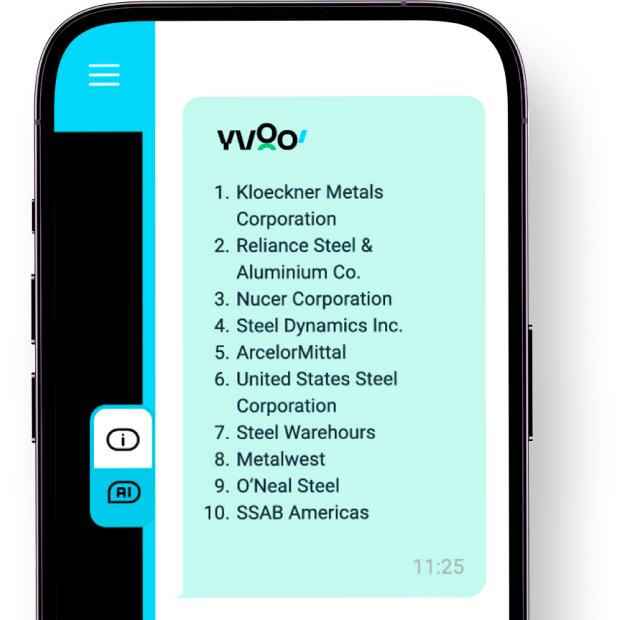 yvoo
1. Kloeckner Metals
Corporation
2. Reliance Steel &
Aluminium Co.
3. Nucer Corporation
4. Steel Dynamics Inc.
5. ArcelorMittal
6. United States Steel
Corporation
7. Steel Warehours
8. Metalwest
9. O’Neal Steel
10. SSAB Americas
11:25
i
AI